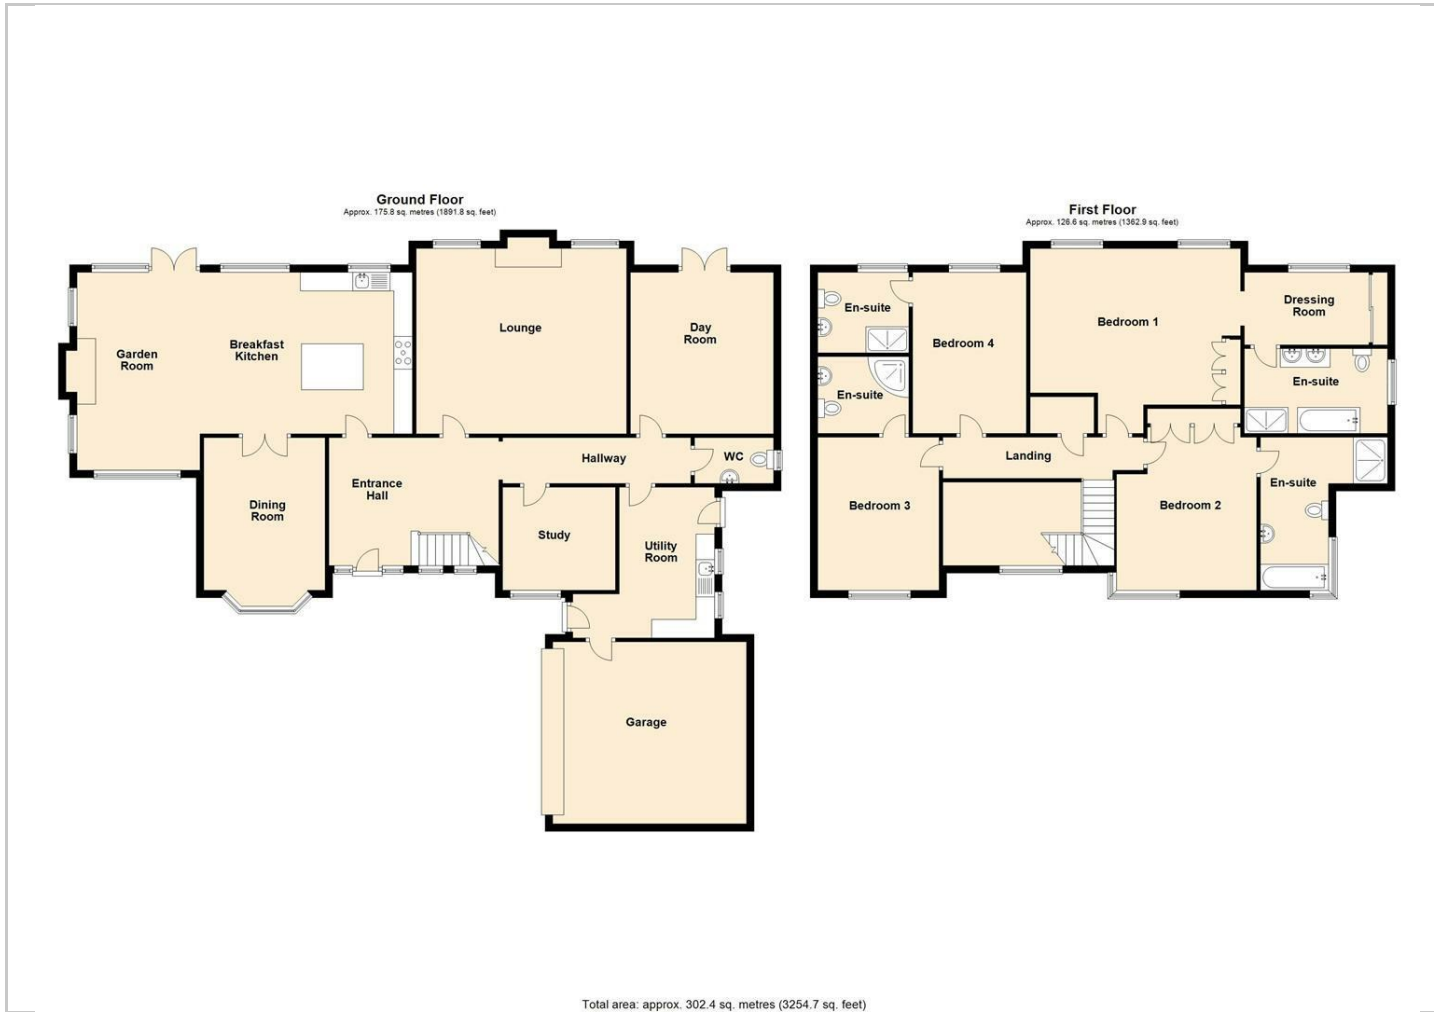 Ground Floor
Approx. 175.8 sq. metres (1891.8 sq. feet)
Garden
Room
Breakfast
Kitchen
Lounge
Day
Room
Hallway
WC
Entrance
Hall
Dining
Room
Study
Utility
Room
Garage
First Floor
Approx. 126.6 sq. metres (1362.9 sq. feet)
En-suite
Bedroom 4
Bedroom 1
Dressing
Room
En-suite
En-suite
Landing
Bedroom 3
Bedroom 2
En-suite
Total area: approx. 302.4 sq. metres (3254.7 sq. feet)